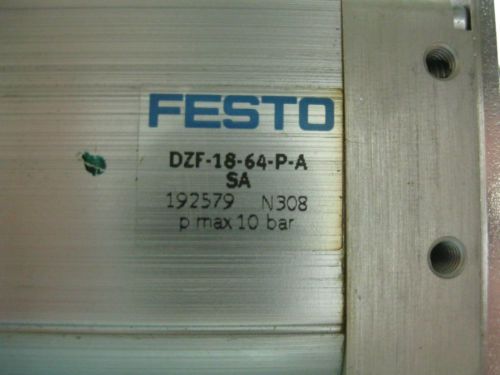 FESTO
DZF-18-64-P-A
SA
192579 N308
p max 10 bar